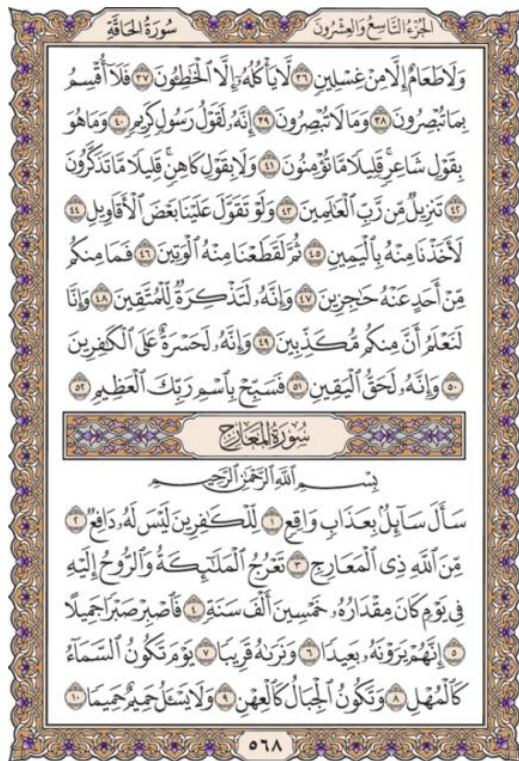 الجزء التاسع والعشرون
سورة الحاقة
وَلَا طَعَامٌ إِلَّا مِنْ غِسْلِينٍ ٣٦ لَّا يَأْكُلُهُۥٓ إِلَّا ٱلْخَٰطِـُٔونَ ٣٧ فَلَآ أُقْسِمُ
بِمَا تُبْصِرُونَ ٣٨ وَمَا لَا تُبْصِرُونَ ٣٩ إِنَّهُۥ لَقَوْلُ رَسُولٍ كَرِيمٍ ٤٠ وَمَا هُوَ
بِقَوْلِ شَاعِرٍ ۚ قَلِيلًا مَّا تُؤْمِنُونَ ٤١ وَلَا بِقَوْلِ كَاهِنٍ ۚ قَلِيلًا مَّا تَذَكَّرُونَ
٤٢ تَنزِيلٌ مِّن رَّبِّ ٱلْعَٰلَمِينَ ٤٣ وَلَوْ تَقَوَّلَ عَلَيْنَا بَعْضَ ٱلْأَقَاوِيلِ ٤٤
لَأَخَذْنَا مِنْهُ بِٱلْيَمِينِ ٤٥ ثُمَّ لَقَطَعْنَا مِنْهُ ٱلْوَتِينَ ٤٦ فَمَا مِنكُم
مِّنْ أَحَدٍ عَنْهُ حَٰجِزِينَ ٤٧ وَإِنَّهُۥ لَتَذْكِرَةٌ لِّلْمُتَّقِينَ ٤٨ وَإِنَّا
لَنَعْلَمُ أَنَّ مِنكُم مُّكَذِّبِينَ ٤٩ وَإِنَّهُۥ لَحَسْرَةٌ عَلَى ٱلْكَٰفِرِينَ
٥٠ وَإِنَّهُۥ لَحَقُّ ٱلْيَقِينِ ٥١ فَسَبِّحْ بِٱسْمِ رَبِّكَ ٱلْعَظِيمِ ٥٢
سورة المعارج
بِسْمِ ٱللَّهِ ٱلرَّحْمَٰنِ ٱلرَّحِيمِ
سَأَلَ سَآئِلٌۢ بِعَذَابٍ وَاقِعٍ ١ لِّلْكَٰفِرِينَ لَيْسَ لَهُۥ دَافِعٌ ٢
مِّنَ ٱللَّهِ ذِى ٱلْمَعَارِجِ ٣ تَعْرُجُ ٱلْمَلَٰٓئِكَةُ وَٱلرُّوحُ إِلَيْهِ
فِى يَوْمٍ كَانَ مِقْدَارُهُۥ خَمْسِينَ أَلْفَ سَنَةٍ ٤ فَٱصْبِرْ صَبْرًا جَمِيلًا
٥ إِنَّهُمْ يَرَوْنَهُۥ بَعِيدًا ٦ وَنَرَىٰهُ قَرِيبًا ٧ يَوْمَ تَكُونُ ٱلسَّمَآءُ
كَٱلْمُهْلِ ٨ وَتَكُونُ ٱلْجِبَالُ كَٱلْعِهْنِ ٩ وَلَا يَسْـَٔلُ حَمِيمٌ حَمِيمًا ١٠
٥٦٨